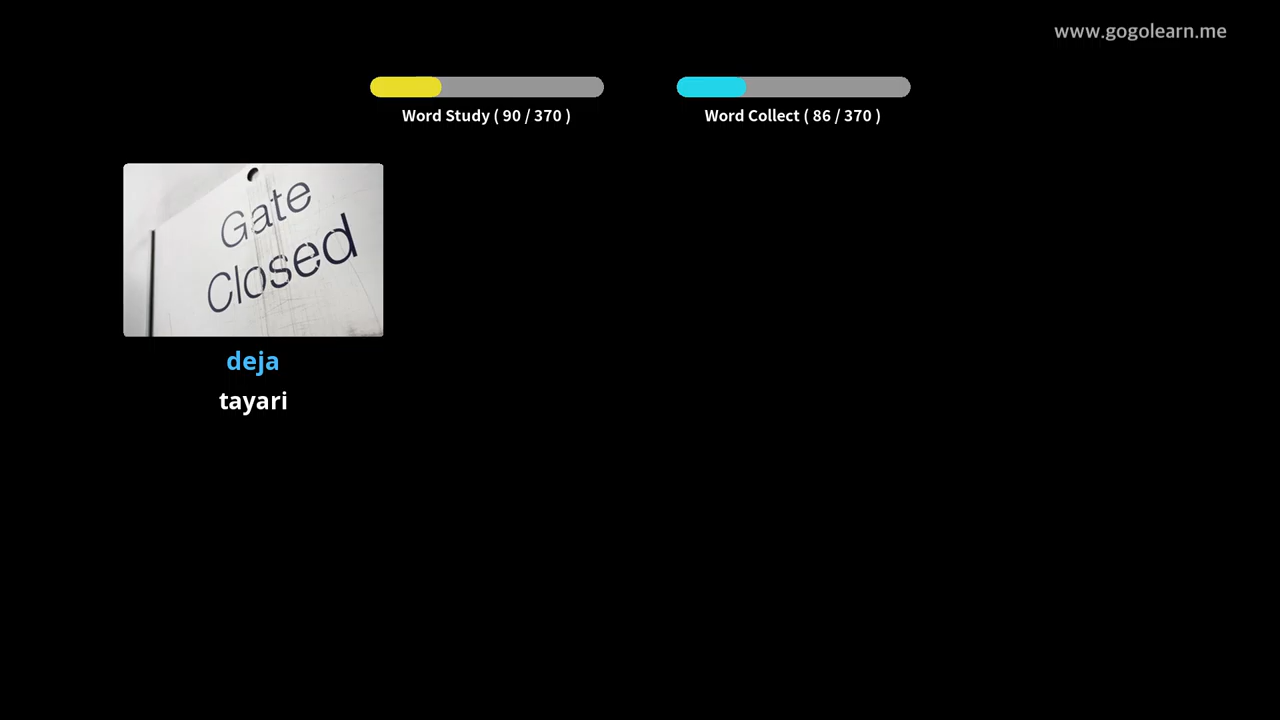 www.gogolearn.me
Word Study ( 90 / 370 )
Word Collect ( 86 / 370 )
Gate
Closed
deja
tayari